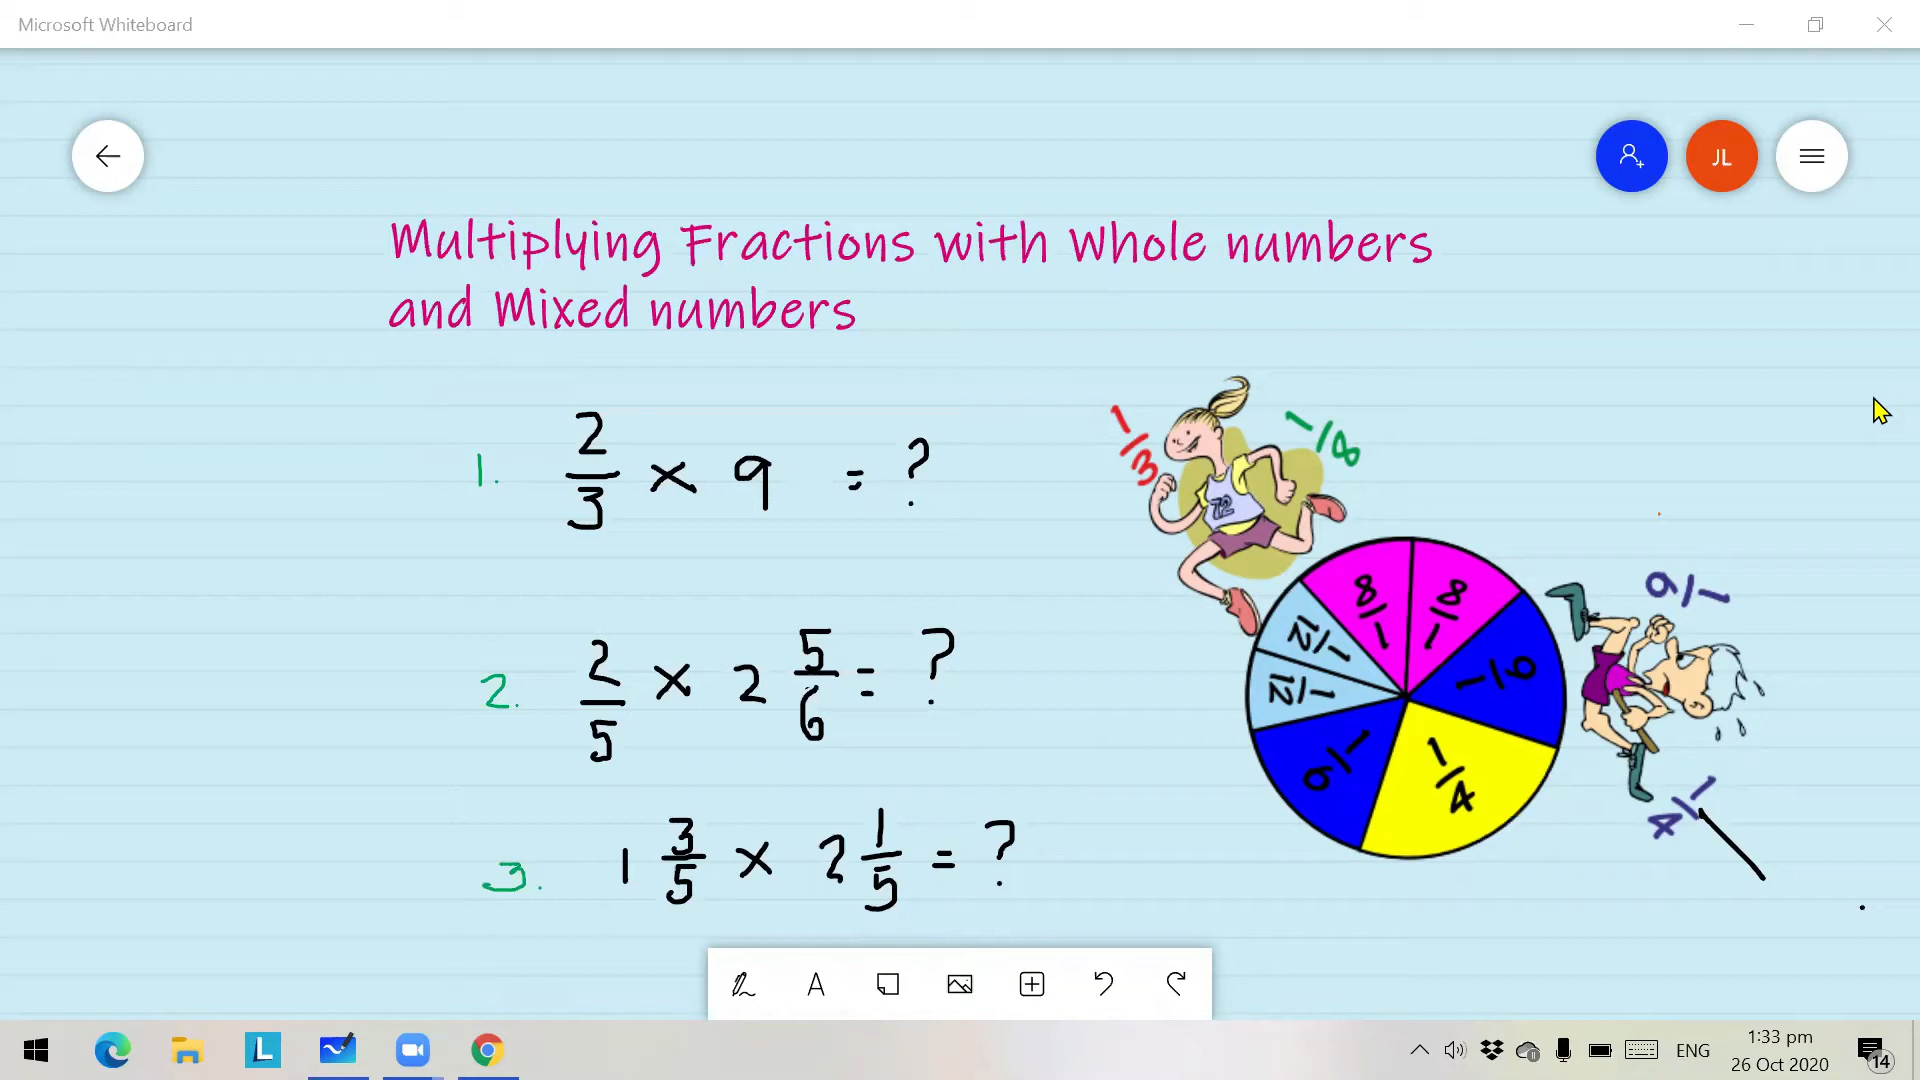 Microsoft Whiteboard
JL
Multiplying Fractions with Whole numbers
and Mixed numbers
1. 2/3 × 9 = ?
2. 2/5 × 2 5/6 = ?
3. 1 3/5 × 2 1/5 = ?
1/3
1/8
72
1/8
1/8
1/12
1/12
1/6
1/6
1/4
1/6
1/4
A
L
ENG
1:33 pm
26 Oct 2020
14